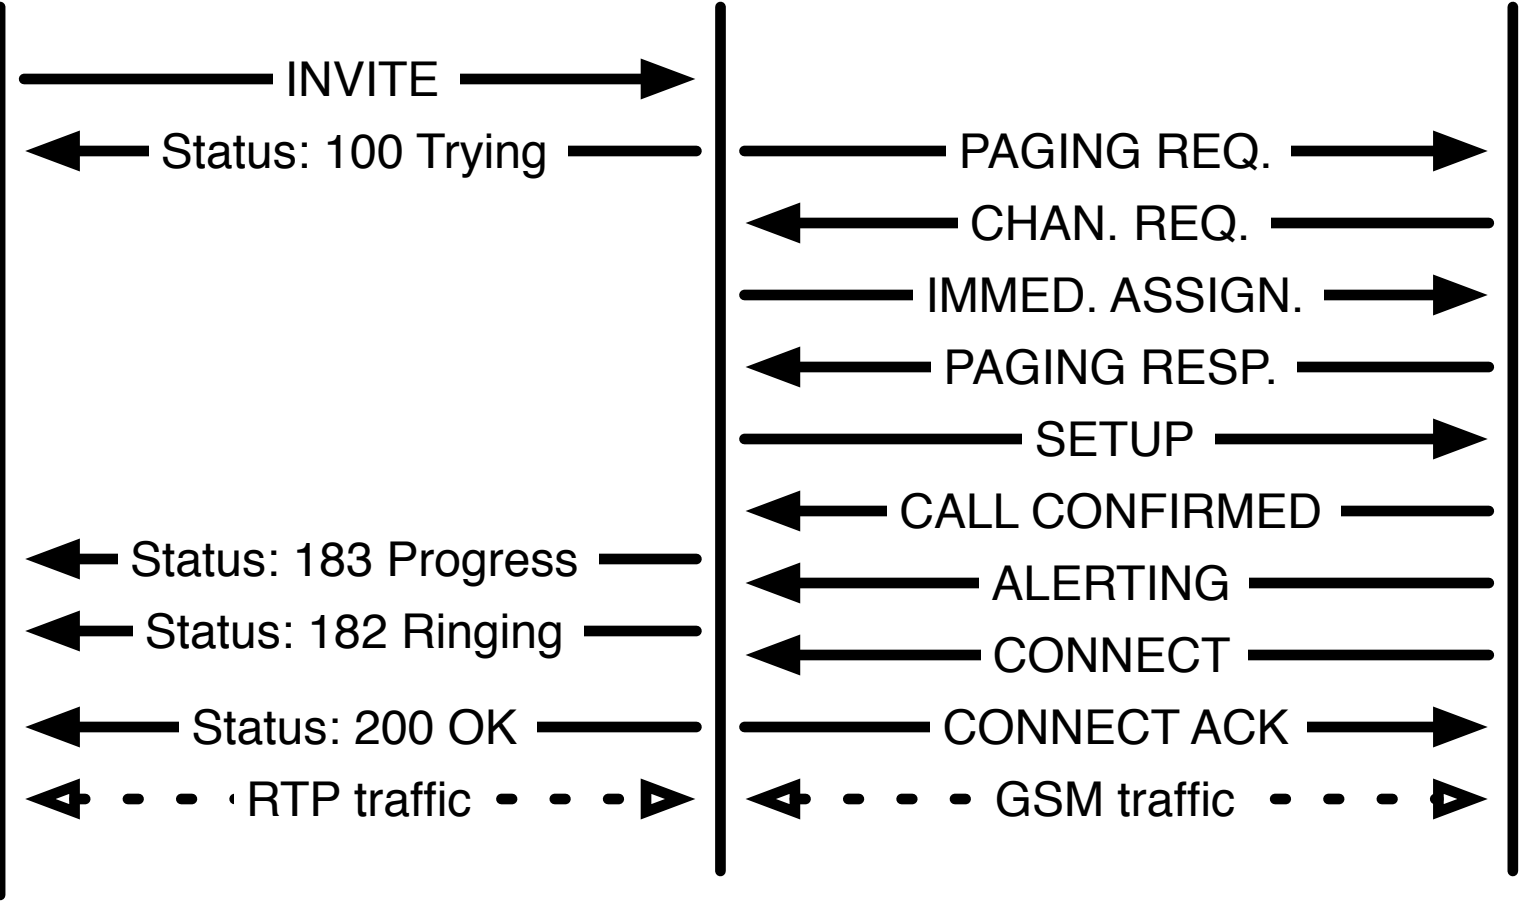 INVITE
Status: 100 Trying
PAGING REQ.
CHAN. REQ.
IMMED. ASSIGN.
PAGING RESP.
SETUP
CALL CONFIRMED
Status: 183 Progress
ALERTING
Status: 182 Ringing
CONNECT
Status: 200 OK
CONNECT ACK
RTP traffic
GSM traffic